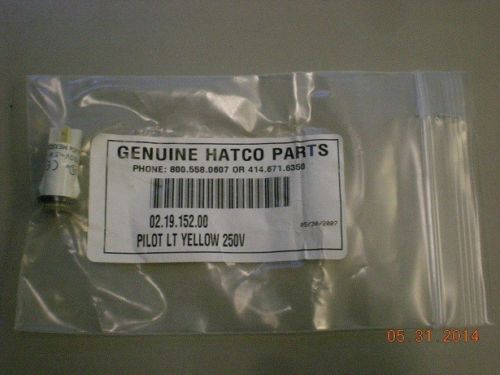 GENUINE HATCO PARTS
PHONE: 800.558.0607 OR 414.671.6350
02.19.152.00
05/30/2007
PILOT LT YELLOW 250V
05.31.2014